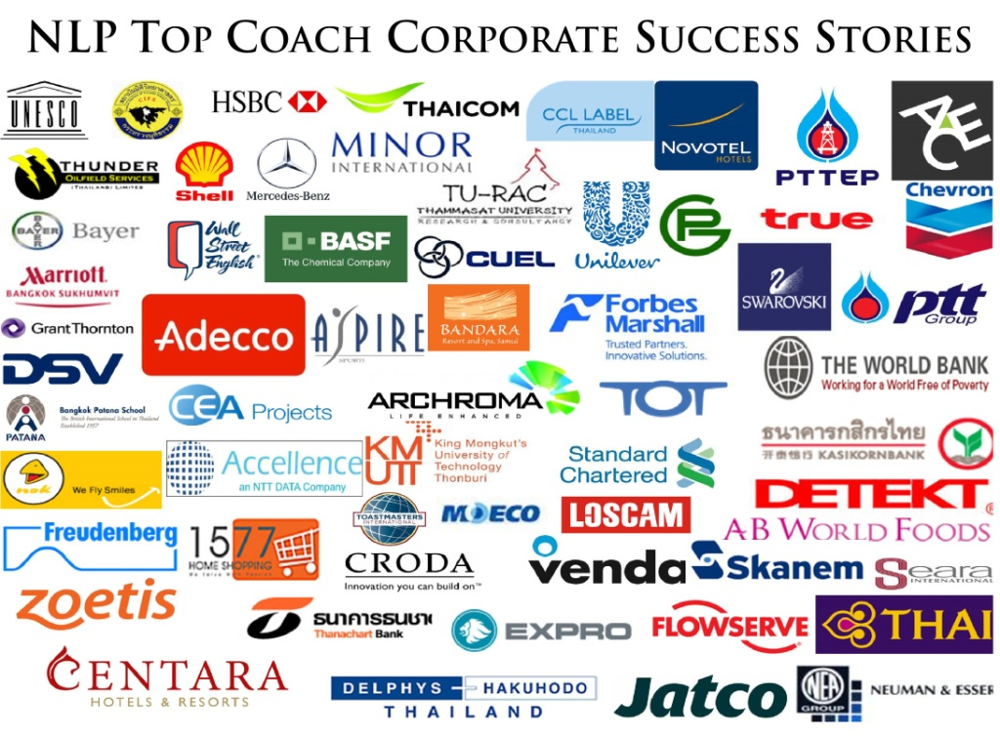 NLP TOP COACH CORPORATE SUCCESS STORIES
UNESCO
CIFS
HSBC
THAICOM
CCL LABEL
THAILAND
NOVOTEL
HOTELS
PTTEP
AEC
THUNDER
OILFIELD SERVICES
(THAILAND) LIMITED
Shell
Mercedes-Benz
MINOR
INTERNATIONAL
TU-RAC
THAMMASAT UNIVERSITY
RESEARCH & CONSULTANCY
Unilever
true
Chevron
BAYER
BAYER
Bayer
Wall
Street
English
BASF
The Chemical Company
CUEL
SWAROVSKI
ptt
Group
Marriott
BANGKOK SUKHUMVIT
Grant Thornton
Adecco
ASPIRE
SPORTS
BANDARA
Resort and Spa, Samui
Forbes
Marshall
Trusted Partners.
Innovative Solutions.
DSV
THE WORLD BANK
Working for a World Free of Poverty
PATANA
Bangkok Patana School
The British International School in Thailand
Established 1957
CEA Projects
ARCHROMA
LIFE ENHANCED
TOT
ธนาคารกสิกรไทย
开泰银行 KASIKORNBANK
nok
We Fly Smiles
Accellence
an NTT DATA Company
KM
UTT
King Mongkut's
University of
Technology
Thonburi
Standard
Chartered
DETEKT
TOASTMASTERS
INTERNATIONAL
MOECO
LOSCAM
AB WORLD FOODS
Freudenberg
1577
HOME SHOPPING
CRODA
Innovation you can build on™
venda
Skanem
Seara
INTERNATIONAL
zoetis
ธนาคารธนชาต
Thanachart Bank
EXPRO
FLOWSERVE
THAI
CENTARA
HOTELS & RESORTS
DELPHYS HAKUHODO
THAILAND
Jatco
NEA
GROUP
NEUMAN & ESSER